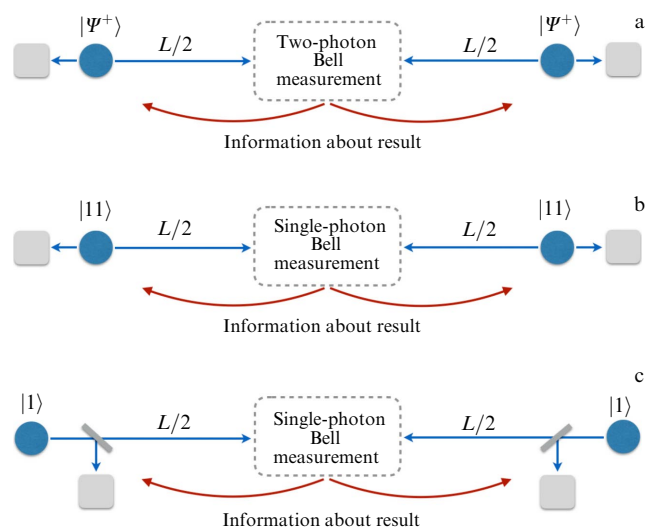 |Ψ⁺⟩ |Ψ⁺⟩ a
L/2 Two-photon L/2
Bell
measurement
Information about result
|11⟩ |11⟩ b
L/2 Single-photon L/2
Bell
measurement
Information about result
c
|1⟩ |1⟩
L/2 Single-photon L/2
Bell
measurement
Information about result